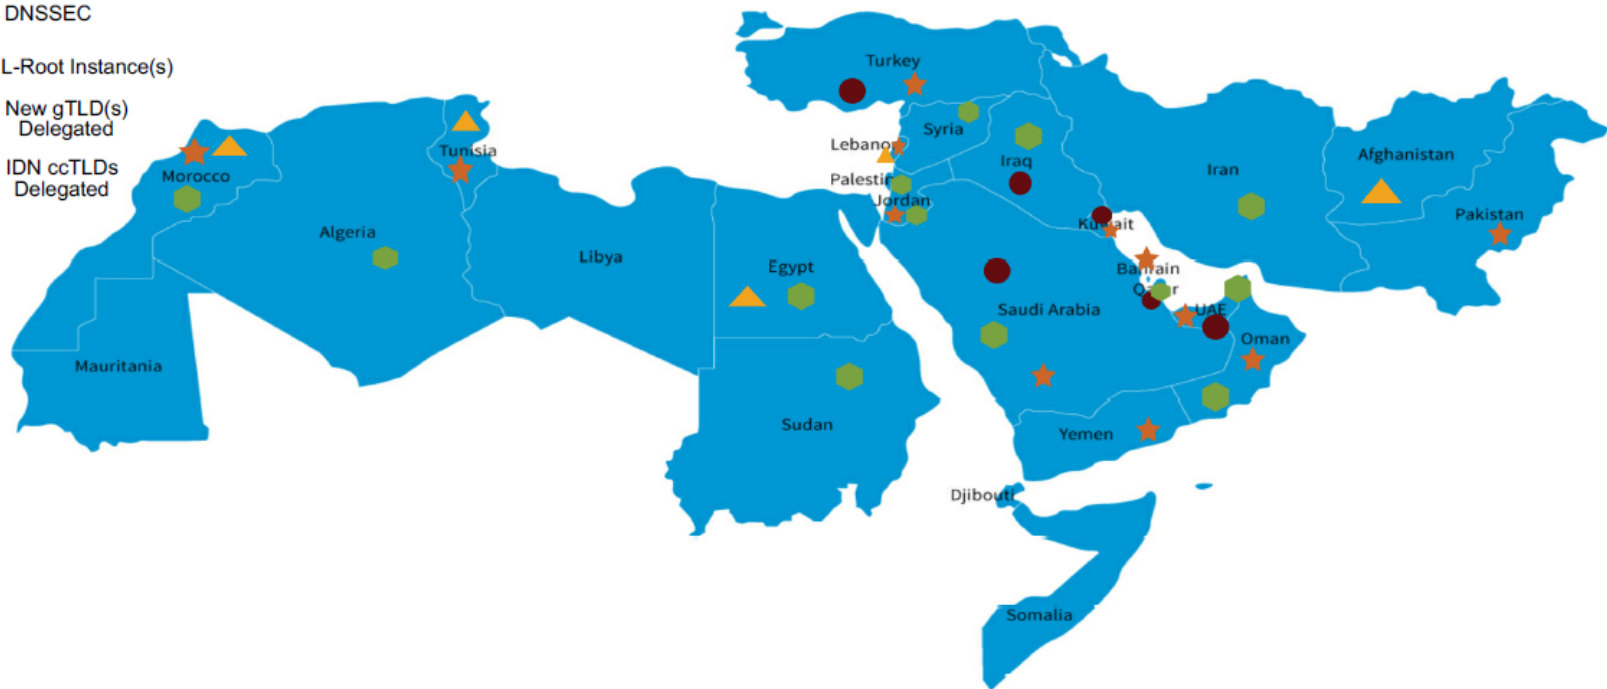 DNSSEC
L-Root Instance(s)
New gTLD(s)
Delegated
IDN ccTLDs
Delegated
Turkey
Syria
Lebanon
Iraq
Iran
Afghanistan
Tunisia
Morocco
Palestin
Jordan
Pakistan
Kuwait
Algeria
Libya
Egypt
Bahrain
Qatar
Saudi Arabia
UAE
Oman
Mauritania
Sudan
Yemen
Djibouti
Somalia